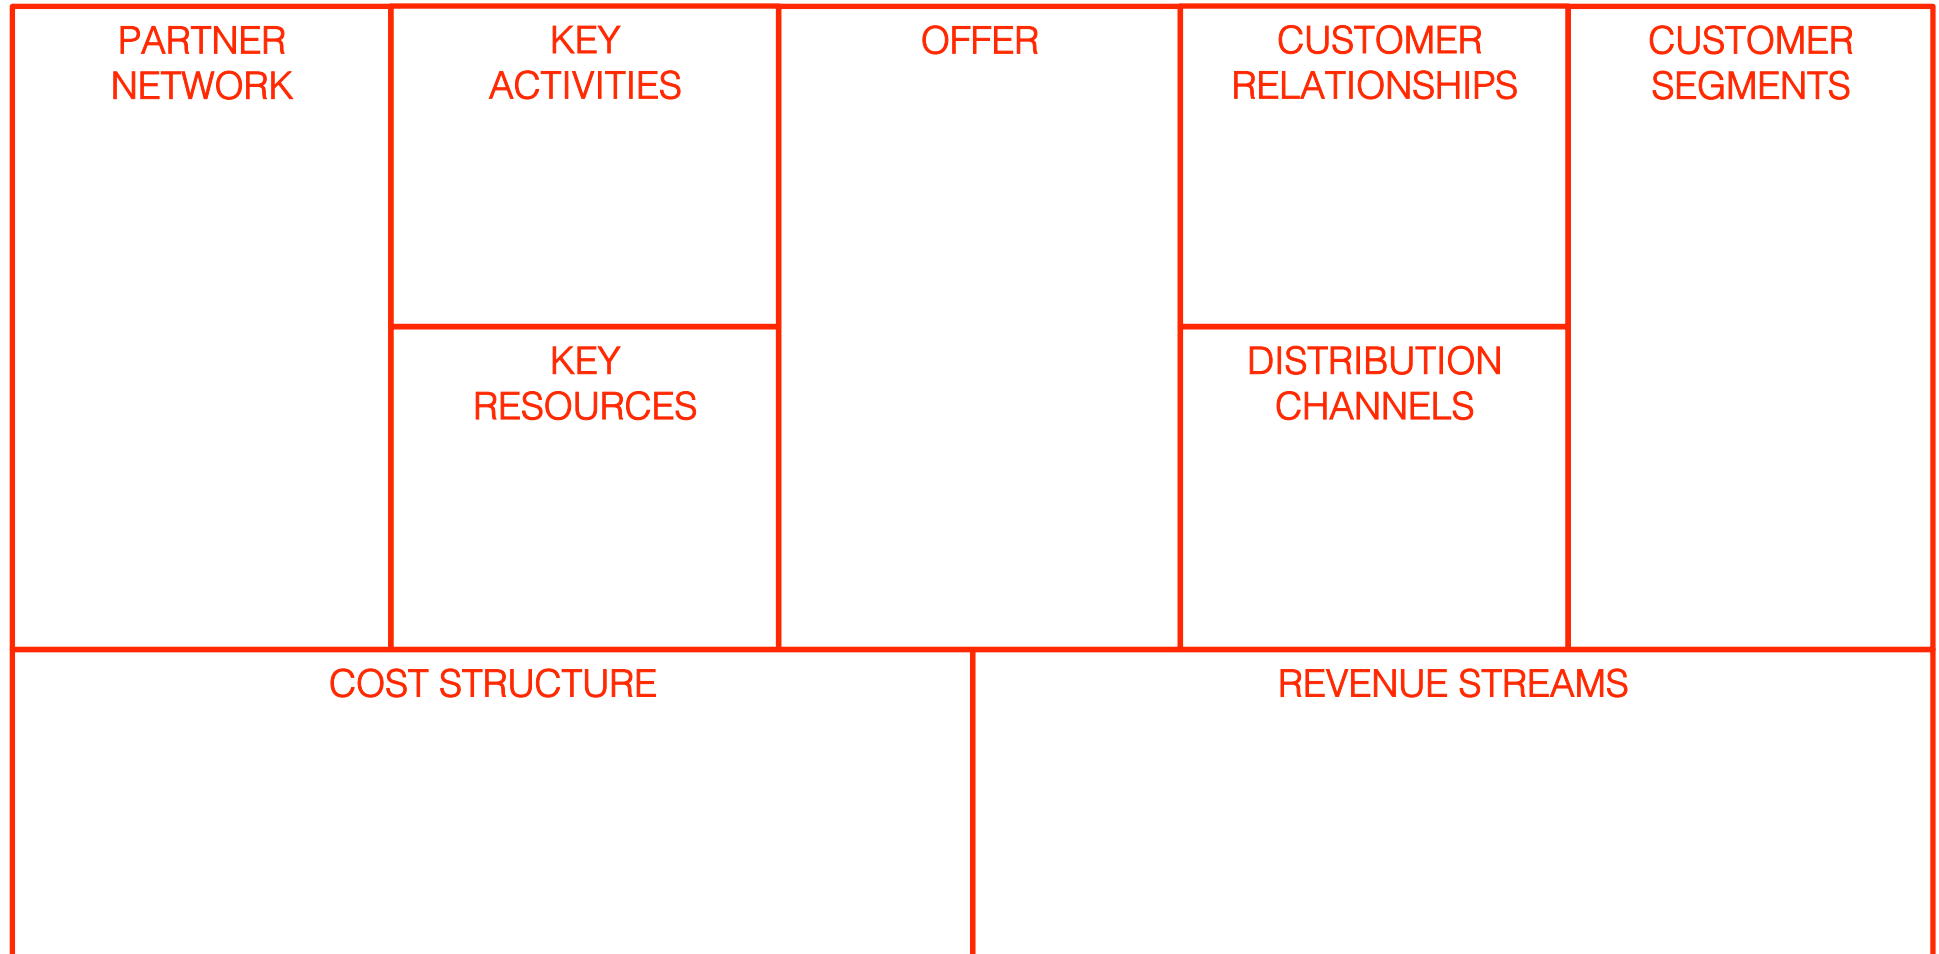 PARTNER
NETWORK
KEY
ACTIVITIES
KEY
RESOURCES
OFFER
CUSTOMER
RELATIONSHIPS
DISTRIBUTION
CHANNELS
CUSTOMER
SEGMENTS
COST STRUCTURE
REVENUE STREAMS